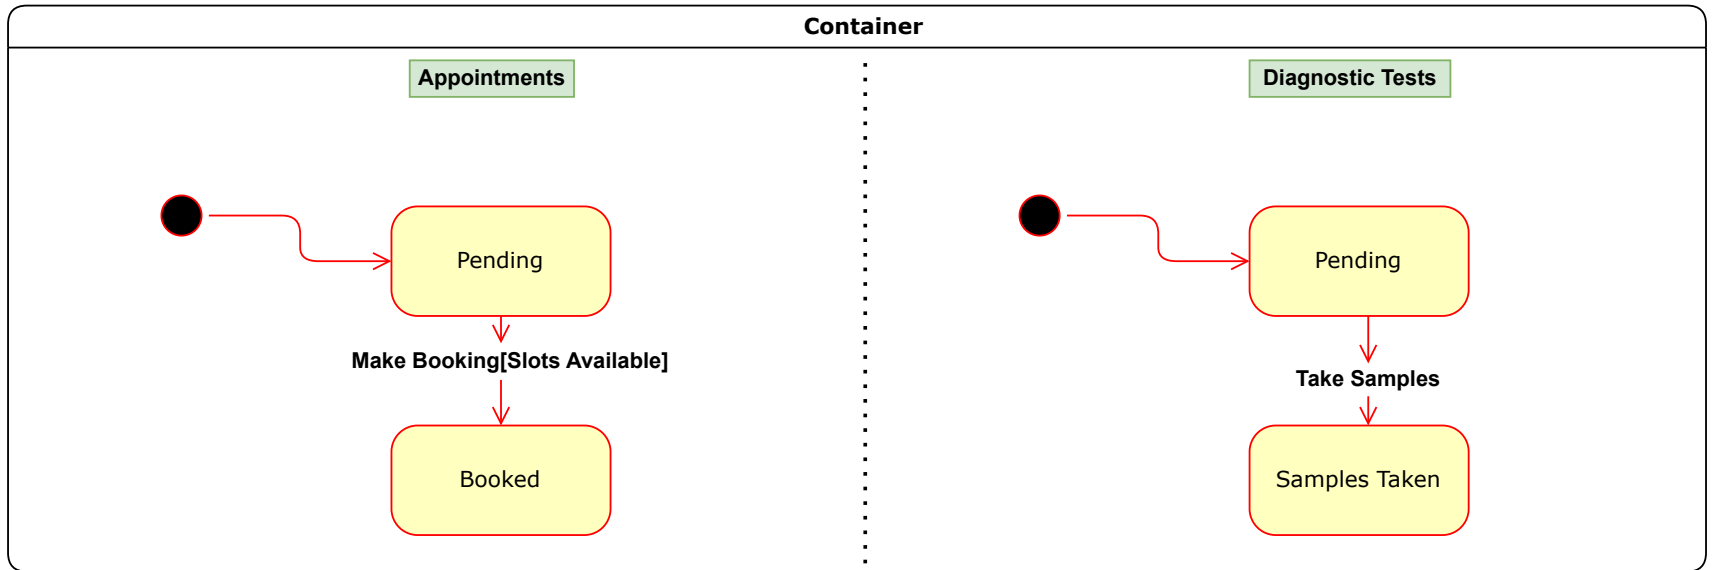 Container
Appointments
Diagnostic Tests
Pending
Pending
Make Booking[Slots Available]
Take Samples
Booked
Samples Taken